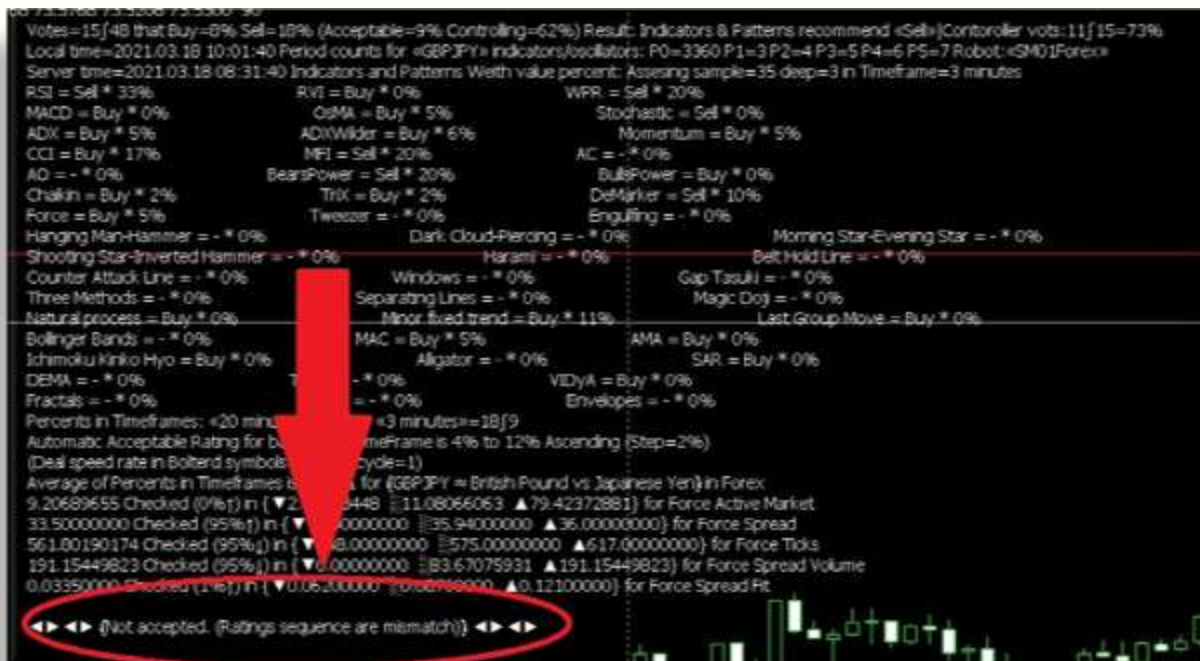 Votes=15∫48 that Buy=8% Sell=18% (Acceptable=9% Controlling=62%) Result: Indicators & Patterns recommend «Sell»|Contoroller vots:11∫15=73%
Local time=2021.03.18 10:01:40 Period counts for «GBPJPY» indicators/oscillators: P0=3360 P1=3 P2=4 P3=5 P4=6 P5=7 Robot:«SM01Forex»
Server time=2021.03.18 08:31:40 Indicators and Patterns Weith value percent: Assesing sample=35 deep=3 in Timeframe=3 minutes
RSI = Sell * 33% RVI = Buy * 0% WPR = Sell * 20%
MACD = Buy * 0% OsMA = Buy * 5% Stochastic = Sell * 0%
ADX = Buy * 5% ADXWilder = Buy * 6% Momentum = Buy * 5%
CCI = Buy * 17% MFI = Sell * 20% AC = - * 0%
AO = - * 0% BearsPower = Sell * 20% BullsPower = Buy * 0%
Chaikin = Buy * 2% TriX = Buy * 2% DeMarker = Sell * 10%
Force = Buy * 5% Tweezer = - * 0% Engulfing = - * 0%
Hanging Man-Hammer = - * 0% Dark Cloud-Piercing = - * 0% Morning Star-Evening Star = - * 0%
Shooting Star-Inverted Hammer = - * 0% Harami = - * 0% Belt Hold Line = - * 0%
Counter Attack Line = - * 0% Windows = - * 0% Gap Tasuki = - * 0%
Three Methods = - * 0% Separating Lines = - * 0% Magic Doji = - * 0%
Natural process = Buy * 0% Minor fixed trend = Buy * 11% Last Group Move = Buy * 0%
Bollinger Bands = - * 0% MAC = Buy * 5% AMA = Buy * 0%
Ichimoku Kinko Hyo = Buy * 0% Alligator = - * 0% SAR = Buy * 0%
DEMA = - * 0% - * 0% VIDyA = Buy * 0%
Fractals = - * 0% = - * 0% Envelopes = - * 0%
Percents in Timeframes: «20 «3 minutes»=18∫9
Automatic Acceptable Rating for is 4% to 12% Ascending (Step=2%)
(Deal speed rate in Bolterd symbols
Average of Percents in Timeframes for {GBPJPY ≈ British Pound vs Japanese Yen} in Forex
9.20689655 Checked (0%↑) in {▼ ░11.08066063 ▲79.42372881} for Force Active Market
33.50000000 Checked (95%↑) in {▼ ░35.94000000 ▲36.00000000} for Force Spread
561.80190174 Checked (95%↓) in {▼ ░575.00000000 ▲617.00000000} for Force Ticks
191.15449823 Checked (95%↓) in {▼0.00000000 ░83.67075931 ▲191.15449823} for Force Spread Volume
0.03350000 Checked (1%↑) in {▼0.06200000 ▲0.12100000} for Force Spread Fit
◄► ◄► {Not accepted. (Ratings sequence are mismatch)} ◄► ◄►